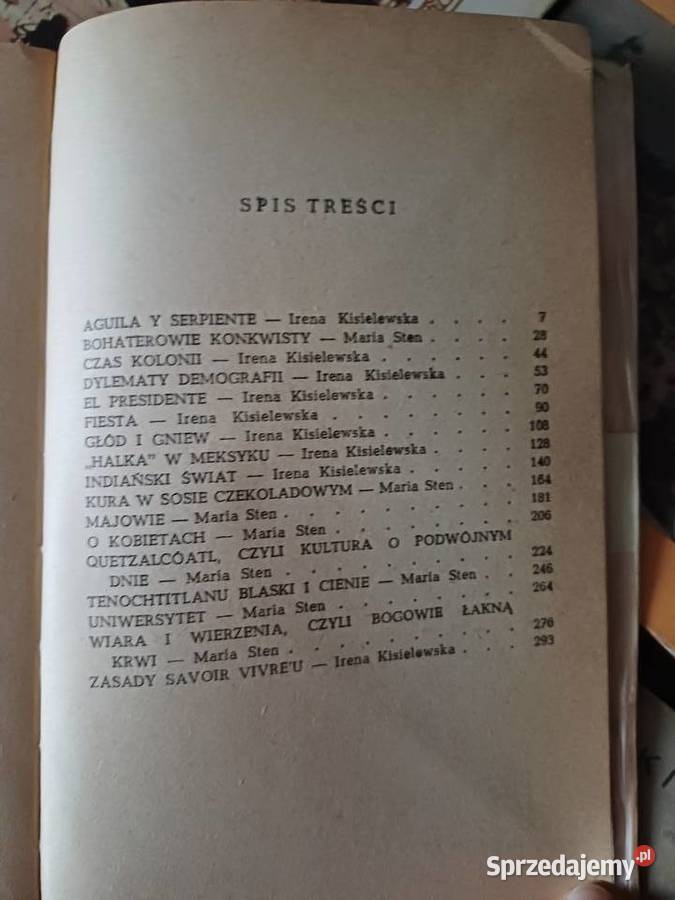 SPIS TREŚCI
AGUILA Y SERPIENTE — Irena Kisielewska . . . . 7
BOHATEROWIE KONKWISTY — Maria Sten . . . . 28
CZAS KOLONII — Irena Kisielewska . . . . . 44
DYLEMATY DEMOGRAFII — Irena Kisielewska . . . 53
EL PRESIDENTE — Irena Kisielewska . . . . . 70
FIESTA — Irena Kisielewska . . . . . . . 90
GŁÓD I GNIEW — Irena Kisielewska . . . . . 108
„HALKA” W MEKSYKU — Irena Kisielewska . . . 128
INDIAŃSKI ŚWIAT — Irena Kisielewska . . . . 140
KURA W SOSIE CZEKOLADOWYM — Maria Sten . . 164
MAJOWIE — Maria Sten . . . . . . . . 181
O KOBIETACH — Maria Sten . . . . . . . 206
QUETZALCÓATL, CZYLI KULTURA O PODWÓJNYM
DNIE — Maria Sten . . . . . . . . 224
TENOCHTITLANU BLASKI I CIENIE — Maria Sten . . 246
UNIWERSYTET — Maria Sten . . . . . . . 264
WIARA I WIERZENIA, CZYLI BOGOWIE ŁAKNĄ
KRWI — Maria Sten . . . . . . . . 276
ZASADY SAVOIR VIVRE'U — Irena Kisielewska . . . 293
Sprzedajemy.pl